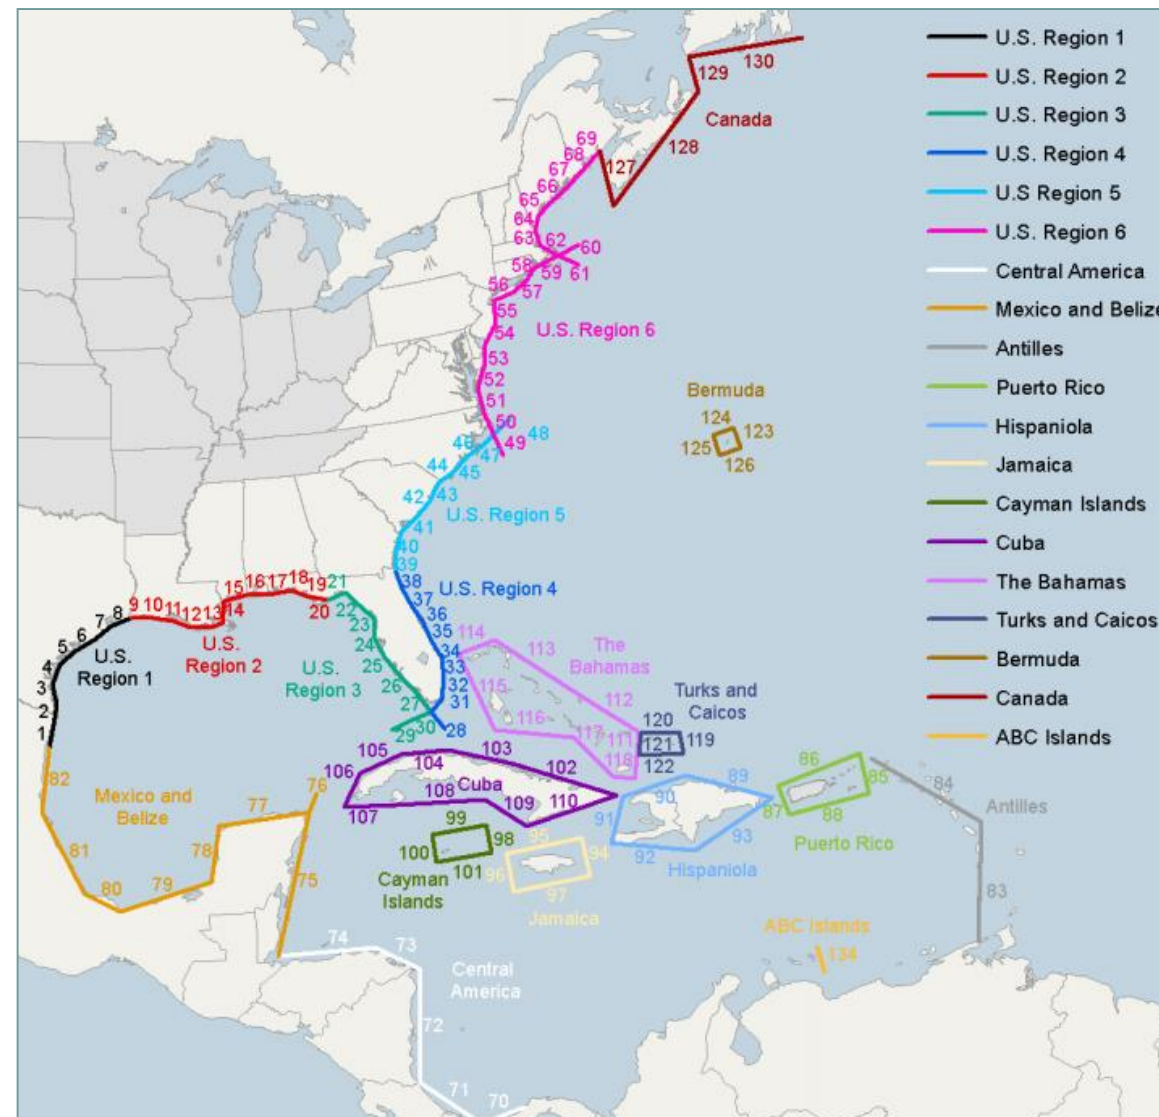 U.S. Region 1
U.S. Region 2
U.S. Region 3
U.S. Region 4
U.S Region 5
U.S. Region 6
Central America
Mexico and Belize
Antilles
Puerto Rico
Hispaniola
Jamaica
Cayman Islands
Cuba
The Bahamas
Turks and Caicos
Bermuda
Canada
ABC Islands
130
129
Canada
128
127
69
68
67
66
65
64
63
62
60
61
59
58
57
56
55
54
U.S. Region 6
53
52
51
50
49
48
47
46
45
44
43
42
41
U.S. Region 5
40
39
Bermuda
124
123
125
126
38
37
36
35
34
33
32
31
30
28
U.S. Region 4
29
27
26
25
24
23
22
21
U.S.
Region 3
20
19
18
17
16
15
14
13
12
11
10
9
U.S.
Region 2
8
7
6
5
4
3
2
1
U.S.
Region 1
114
113
The
Bahamas
115
112
116
117
111
118
Turks and
Caicos
120
121
119
122
82
Mexico and
Belize
77
76
81
78
75
80
79
105
104
103
106
102
Cuba
108
107
109
110
99
98
100
101
Cayman
Islands
95
94
96
97
Jamaica
89
90
91
92
93
Hispaniola
86
85
87
88
Puerto Rico
84
Antilles
83
ABC islands
134
74
73
Central
America
72
71
70